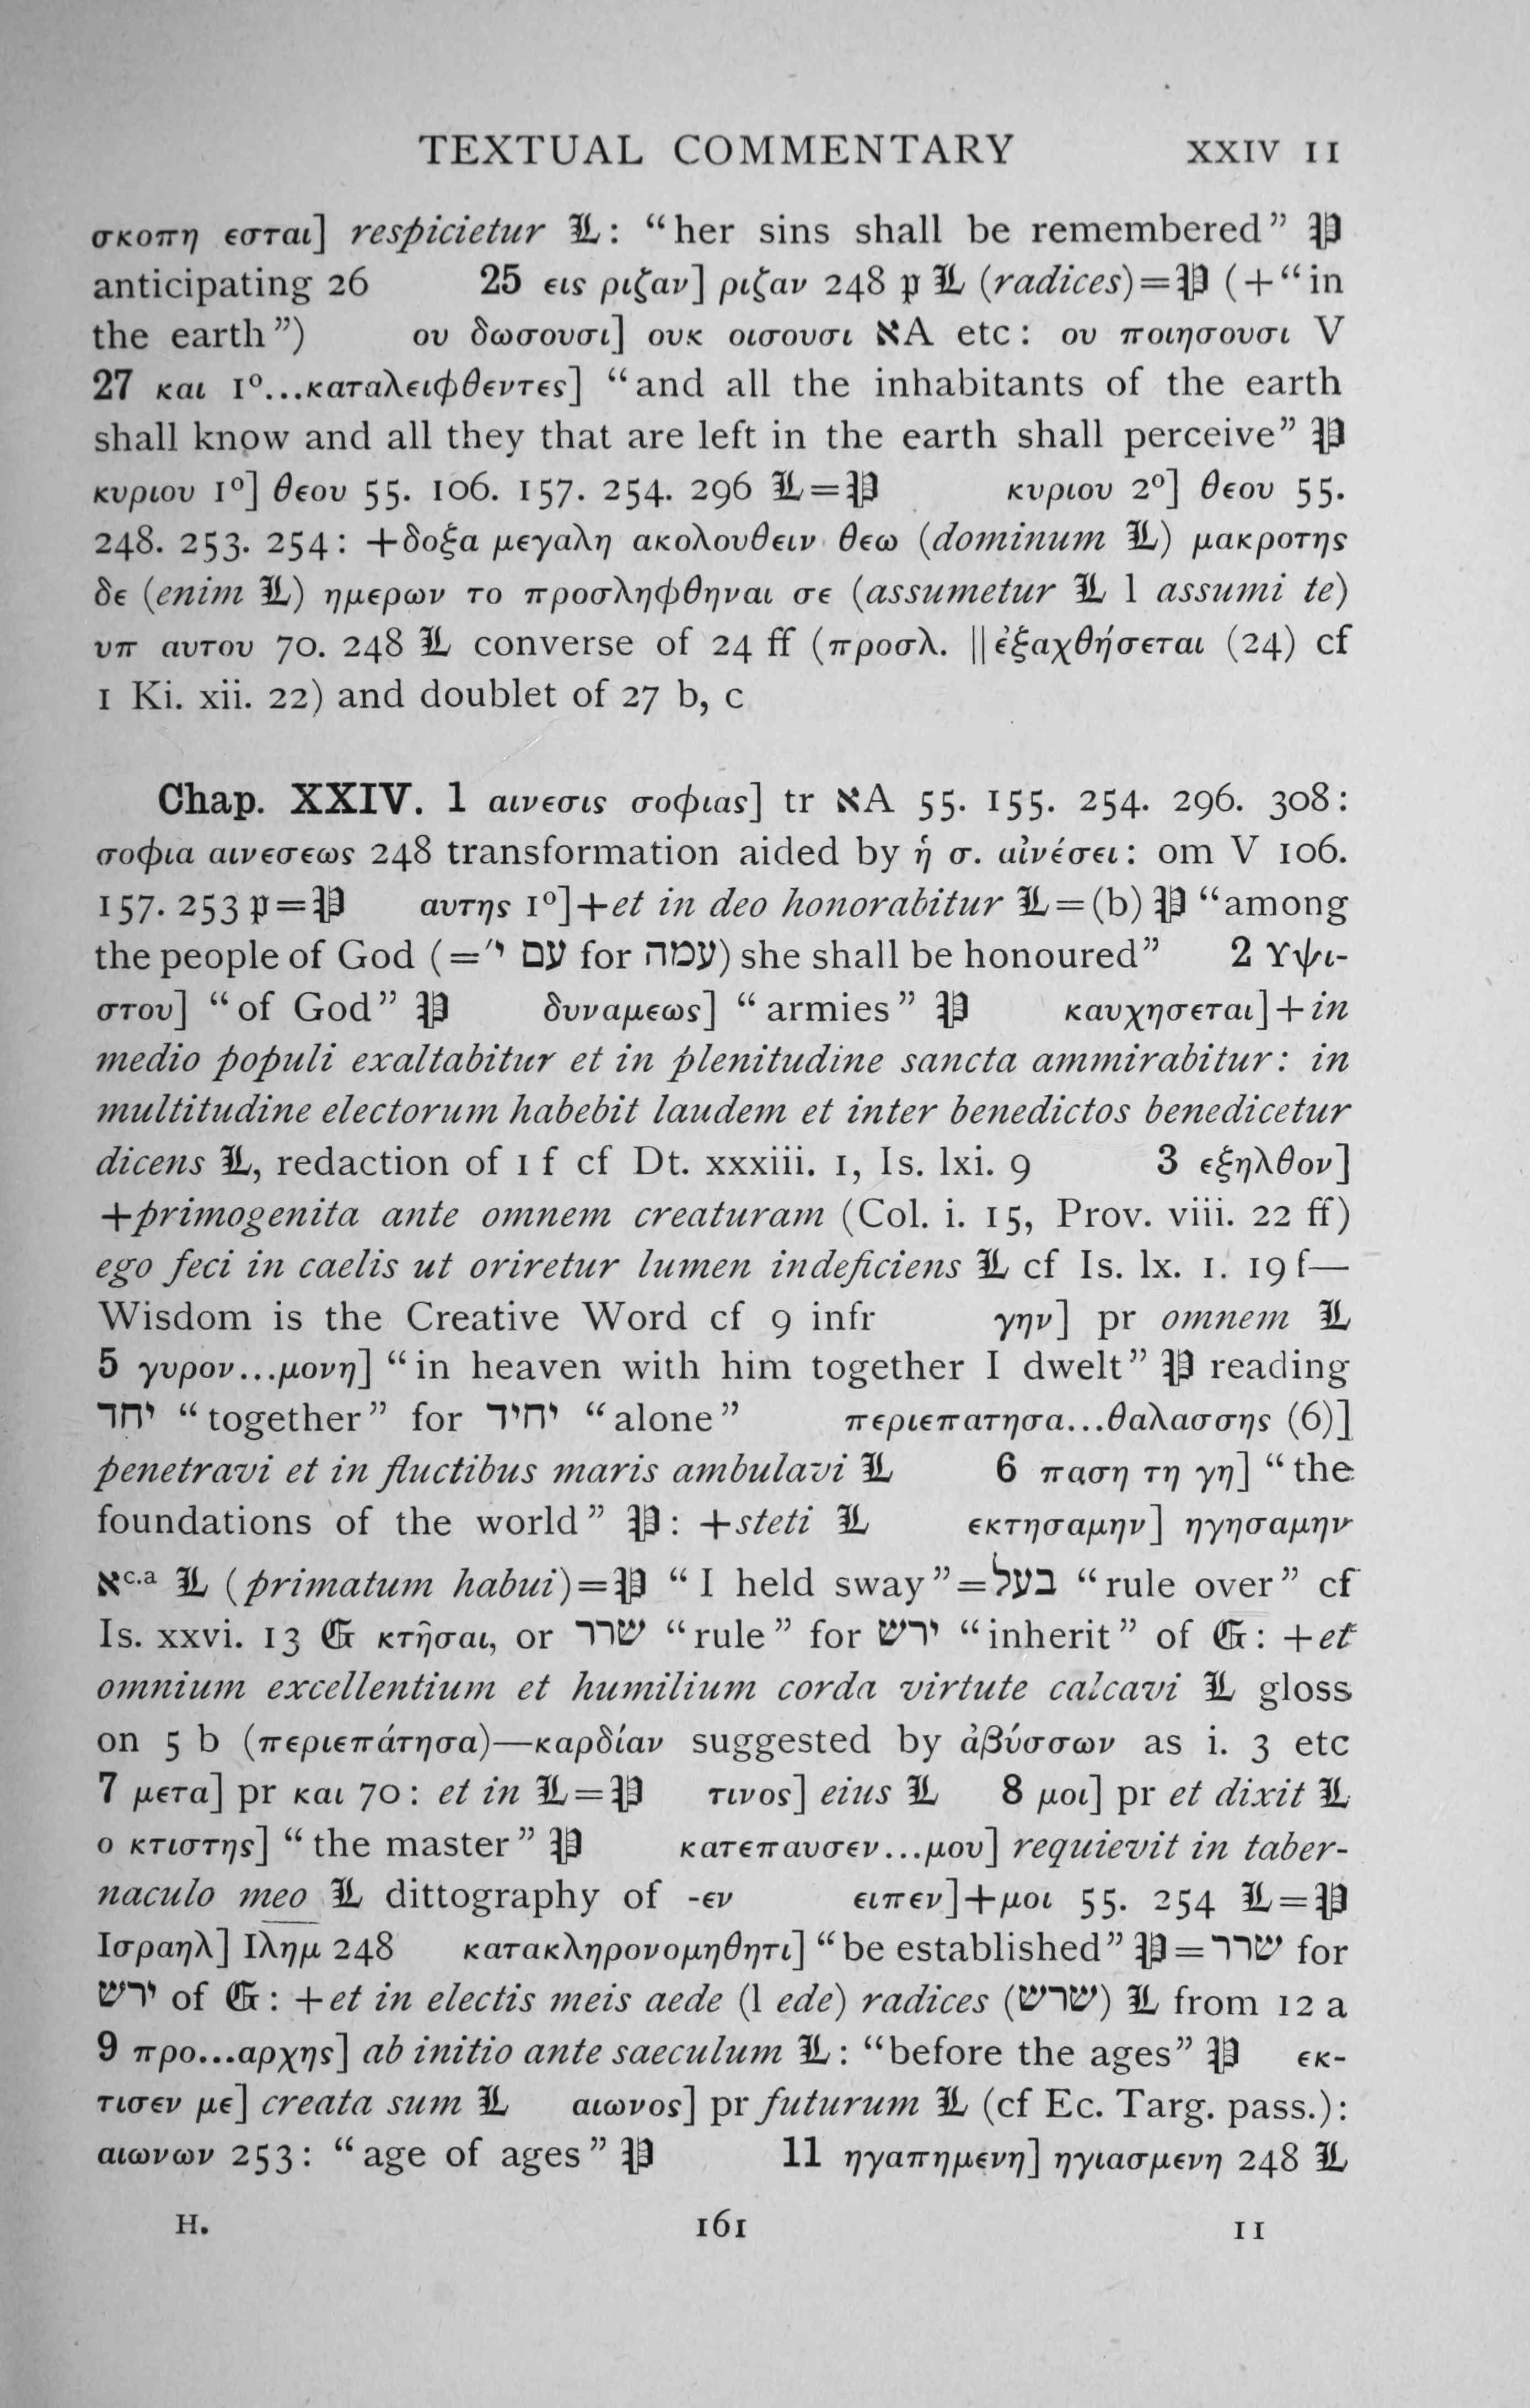 TEXTUAL COMMENTARY XXIV 11
σκοπη εσται] respicietur 𝕷: “her sins shall be remembered” 𝕻
anticipating 26 25 εις ριζαν] ριζαν 248 𝔭 𝕷 (radices)=𝕻 (+“in
the earth”) ου δωσουσι] ουκ οισουσι אA etc: ου ποιησουσι V
27 και 1º...καταλειφθεντες] “and all the inhabitants of the earth
shall know and all they that are left in the earth shall perceive” 𝕻
κυριου 1º] θεου 55. 106. 157. 254. 296 𝕷=𝕻 κυριου 2º] θεου 55.
248. 253. 254: +δοξα μεγαλη ακολουθειν θεω (dominum 𝕷) μακροτης
δε (enim 𝕷) ημερων το προσληφθηναι σε (assumetur 𝕷 l assumi te)
υπ αυτου 70. 248 𝕷 converse of 24 ff (προσλ. || ἐξαχθήσεται (24) cf
1 Ki. xii. 22) and doublet of 27 b, c
Chap. XXIV. 1 αινεσις σοφιας] tr אA 55. 155. 254. 296. 308:
σοφια αινεσεως 248 transformation aided by ἡ σ. αἰνέσει: om V 106.
157. 253 𝔭=𝕻 αυτης 1º]+et in deo honorabitur 𝕷=(b) 𝕻 “among
the people of God (=עם י׳ for עמה) she shall be honoured” 2 Υψι-
στου] “of God” 𝕻 δυναμεως] “armies” 𝕻 καυχησεται]+in
medio populi exaltabitur et in plenitudine sancta ammirabitur: in
multitudine electorum habebit laudem et inter benedictos benedicetur
dicens 𝕷, redaction of 1 f cf Dt. xxxiii. 1, Is. lxi. 9 3 εξηλθον]
+primogenita ante omnem creaturam (Col. i. 15, Prov. viii. 22 ff)
ego feci in caelis ut oriretur lumen indeficiens 𝕷 cf Is. lx. 1. 19 f—
Wisdom is the Creative Word cf 9 infr γην] pr omnem 𝕷
5 γυρον...μονη] “in heaven with him together I dwelt” 𝕻 reading
יחד “together” for יחיד “alone” περιεπατησα...θαλασσης (6)]
penetravi et in fluctibus maris ambulavi 𝕷 6 παση τη γη] “the
foundations of the world” 𝕻: +steti 𝕷 εκτησαμην] ηγησαμην
אc.a 𝕷 (primatum habui)=𝕻 “I held sway”=בעל “rule over” cf
Is. xxvi. 13 𝕲 κτῆσαι, or שרר “rule” for ירש “inherit” of 𝕲: +et
omnium excellentium et humilium corda virtute calcavi 𝕷 gloss
on 5 b (περιεπάτησα)—καρδίαν suggested by ἀβύσσων as i. 3 etc
7 μετα] pr και 70: et in 𝕷=𝕻 τινος] eius 𝕷 8 μοι] pr et dixit 𝕷
ο κτιστης] “the master” 𝕻 κατεπαυσεν...μου] requievit in taber-
naculo meo 𝕷 dittography of -εν ειπεν]+μοι 55. 254 𝕷=𝕻
Ισραηλ] Ιλημ 248 κατακληρονομηθητι] “be established” 𝕻=שרר for
ירש of 𝕲: +et in electis meis aede (l ede) radices (שרש) 𝕷 from 12 a
9 προ...αρχης] ab initio ante saeculum 𝕷: “before the ages” 𝕻 εκ-
τισεν με] creata sum 𝕷 αιωνος] pr futurum 𝕷 (cf Ec. Targ. pass.):
αιωνων 253: “age of ages” 𝕻 11 ηγαπημενη] ηγιασμενη 248 𝕷
H. 161 11